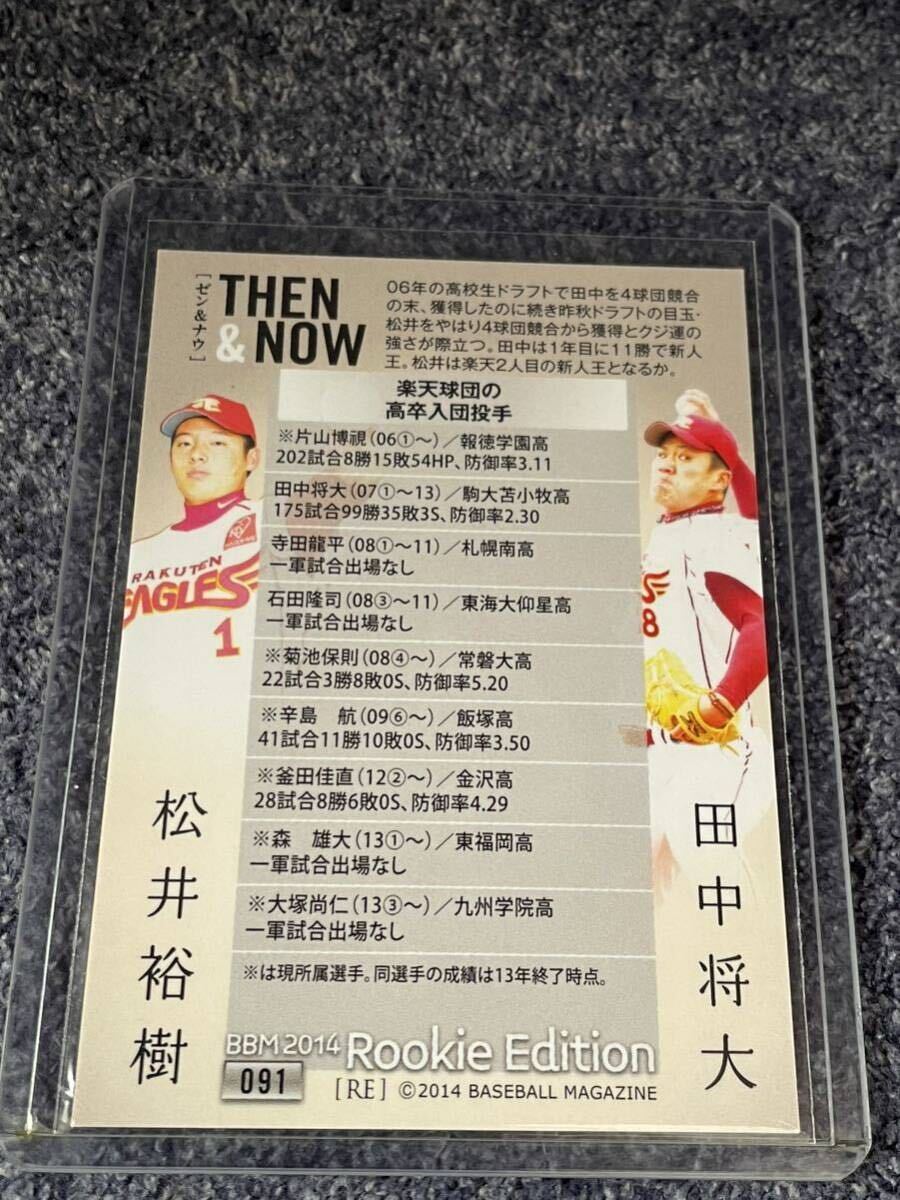 [ゼン&ナウ]
THEN
& NOW
06年の高校生ドラフトで田中を4球団競合
の末、獲得したのに続き昨秋ドラフトの目玉・
松井をやはり4球団競合から獲得とクジ運の
強さが際立つ。田中は1年目に11勝で新人
王。松井は楽天2人目の新人王となるか。
楽天球団の
高卒入団投手
※片山博視(06①〜)/報徳学園高
202試合8勝15敗54HP、防御率3.11
田中将大(07①〜13)/駒大苫小牧高
175試合99勝35敗3S、防御率2.30
寺田龍平(08①〜11)/札幌南高
一軍試合出場なし
石田隆司(08③〜11)/東海大仰星高
一軍試合出場なし
※菊池保則(08④〜)/常磐大高
22試合3勝8敗0S、防御率5.20
※辛島 航(09⑥〜)/飯塚高
41試合11勝10敗0S、防御率3.50
※釜田佳直(12②〜)/金沢高
28試合8勝6敗0S、防御率4.29
※森 雄大(13①〜)/東福岡高
一軍試合出場なし
※大塚尚仁(13③〜)/九州学院高
一軍試合出場なし
※は現所属選手。同選手の成績は13年終了時点。
RAKUTEN
EAGLES
1
8
松井裕樹
田中将大
BBM 2014 Rookie Edition
091
[RE] ©2014 BASEBALL MAGAZINE